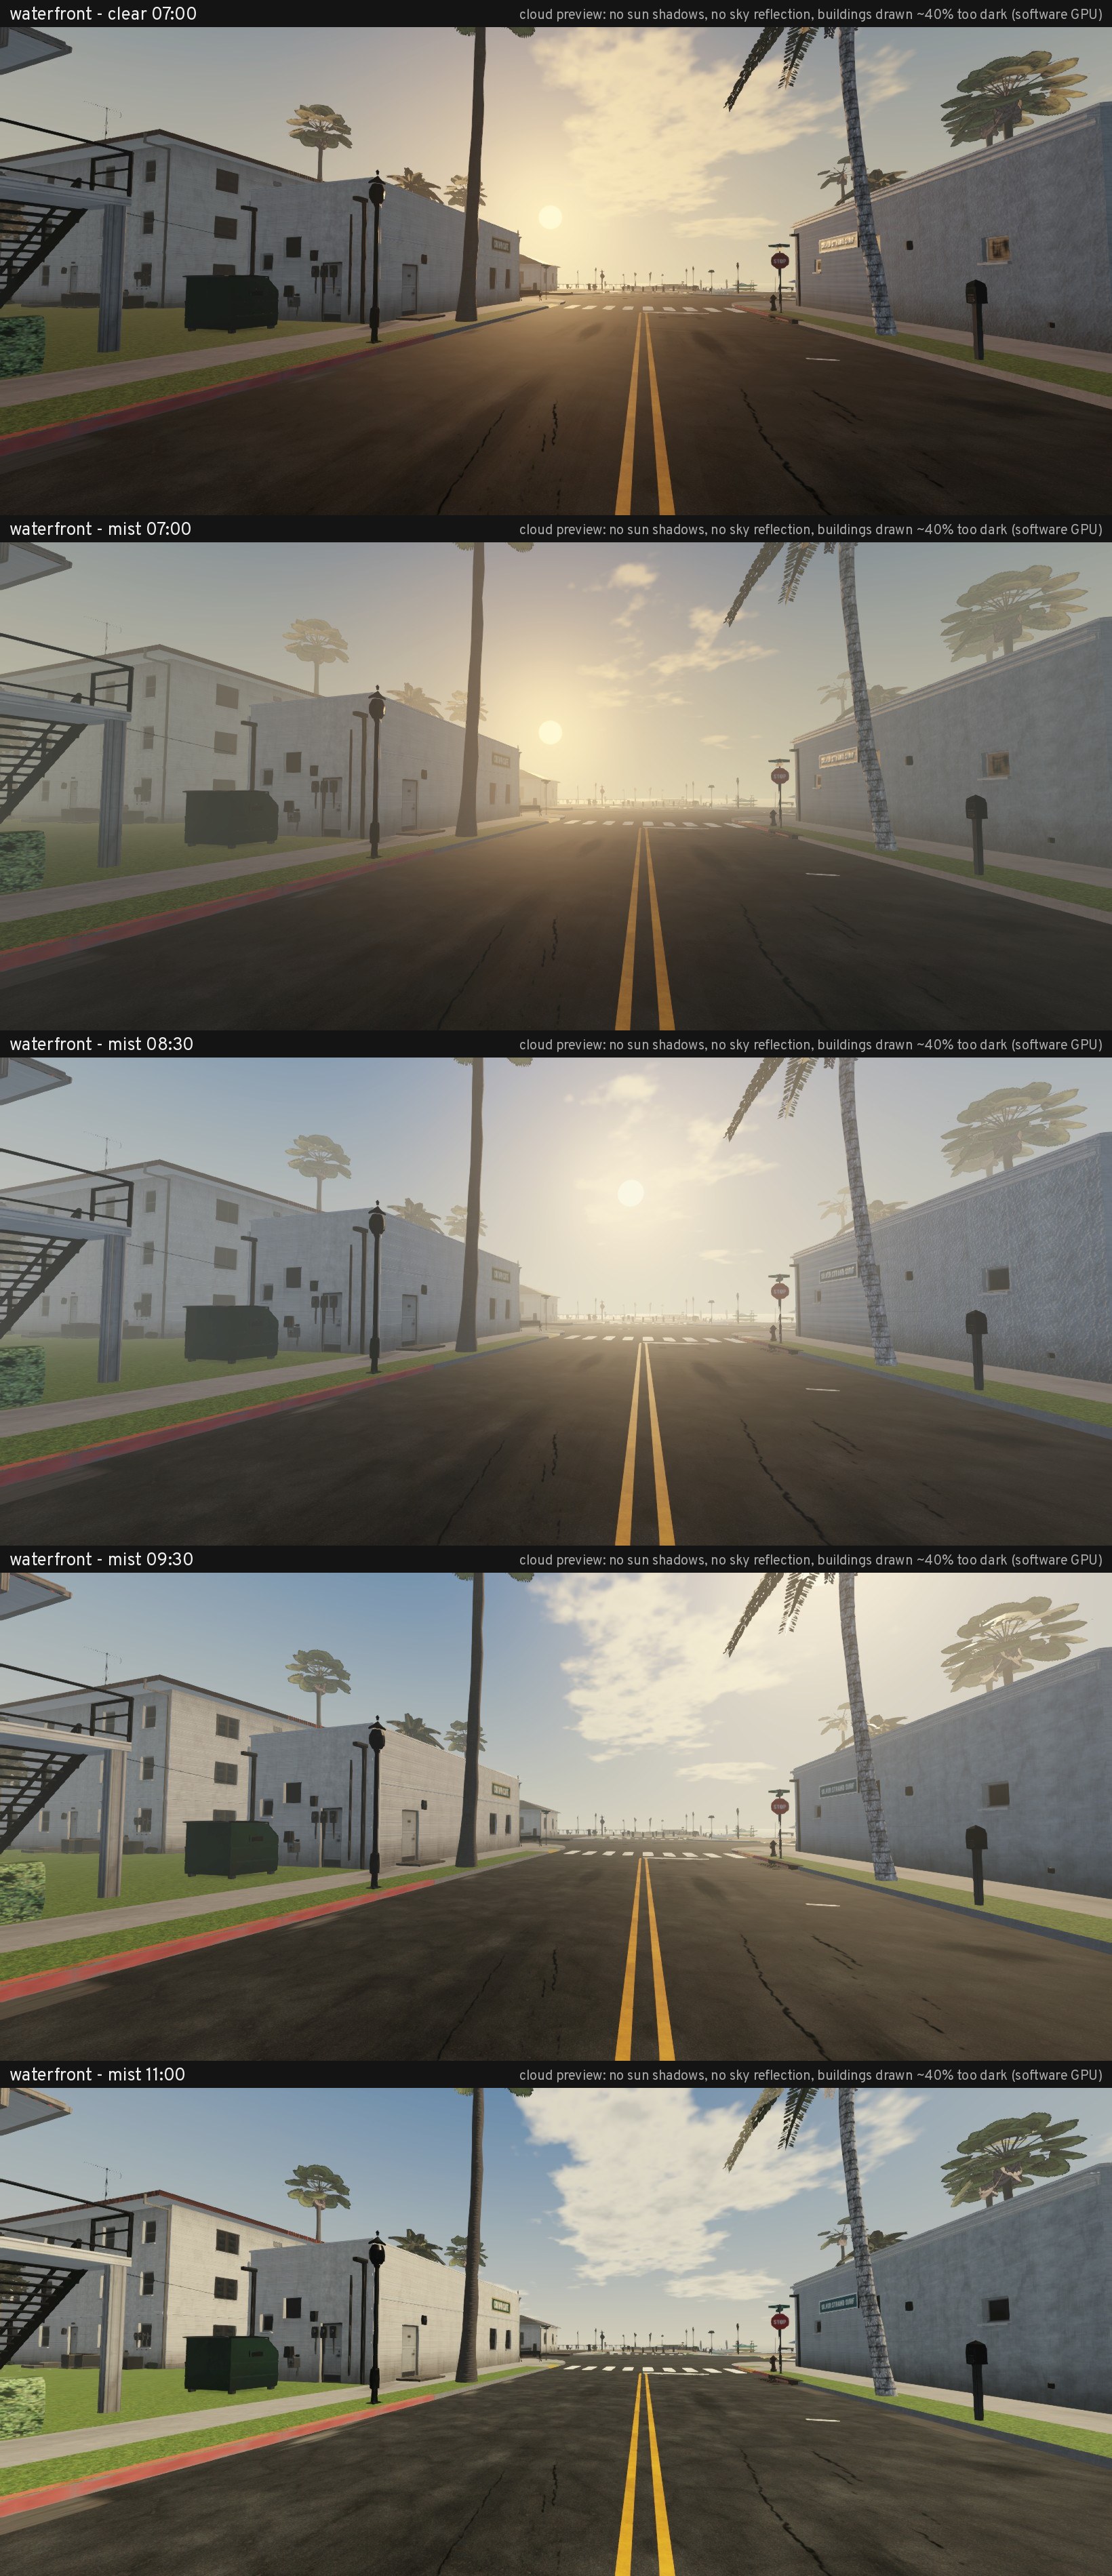 waterfront - clear 07:00
cloud preview: no sun shadows, no sky reflection, buildings drawn ~40% too dark (software GPU)
STOP
waterfront - mist 07:00
cloud preview: no sun shadows, no sky reflection, buildings drawn ~40% too dark (software GPU)
STOP
waterfront - mist 08:30
cloud preview: no sun shadows, no sky reflection, buildings drawn ~40% too dark (software GPU)
STOP
waterfront - mist 09:30
cloud preview: no sun shadows, no sky reflection, buildings drawn ~40% too dark (software GPU)
STOP
waterfront - mist 11:00
cloud preview: no sun shadows, no sky reflection, buildings drawn ~40% too dark (software GPU)
STOP